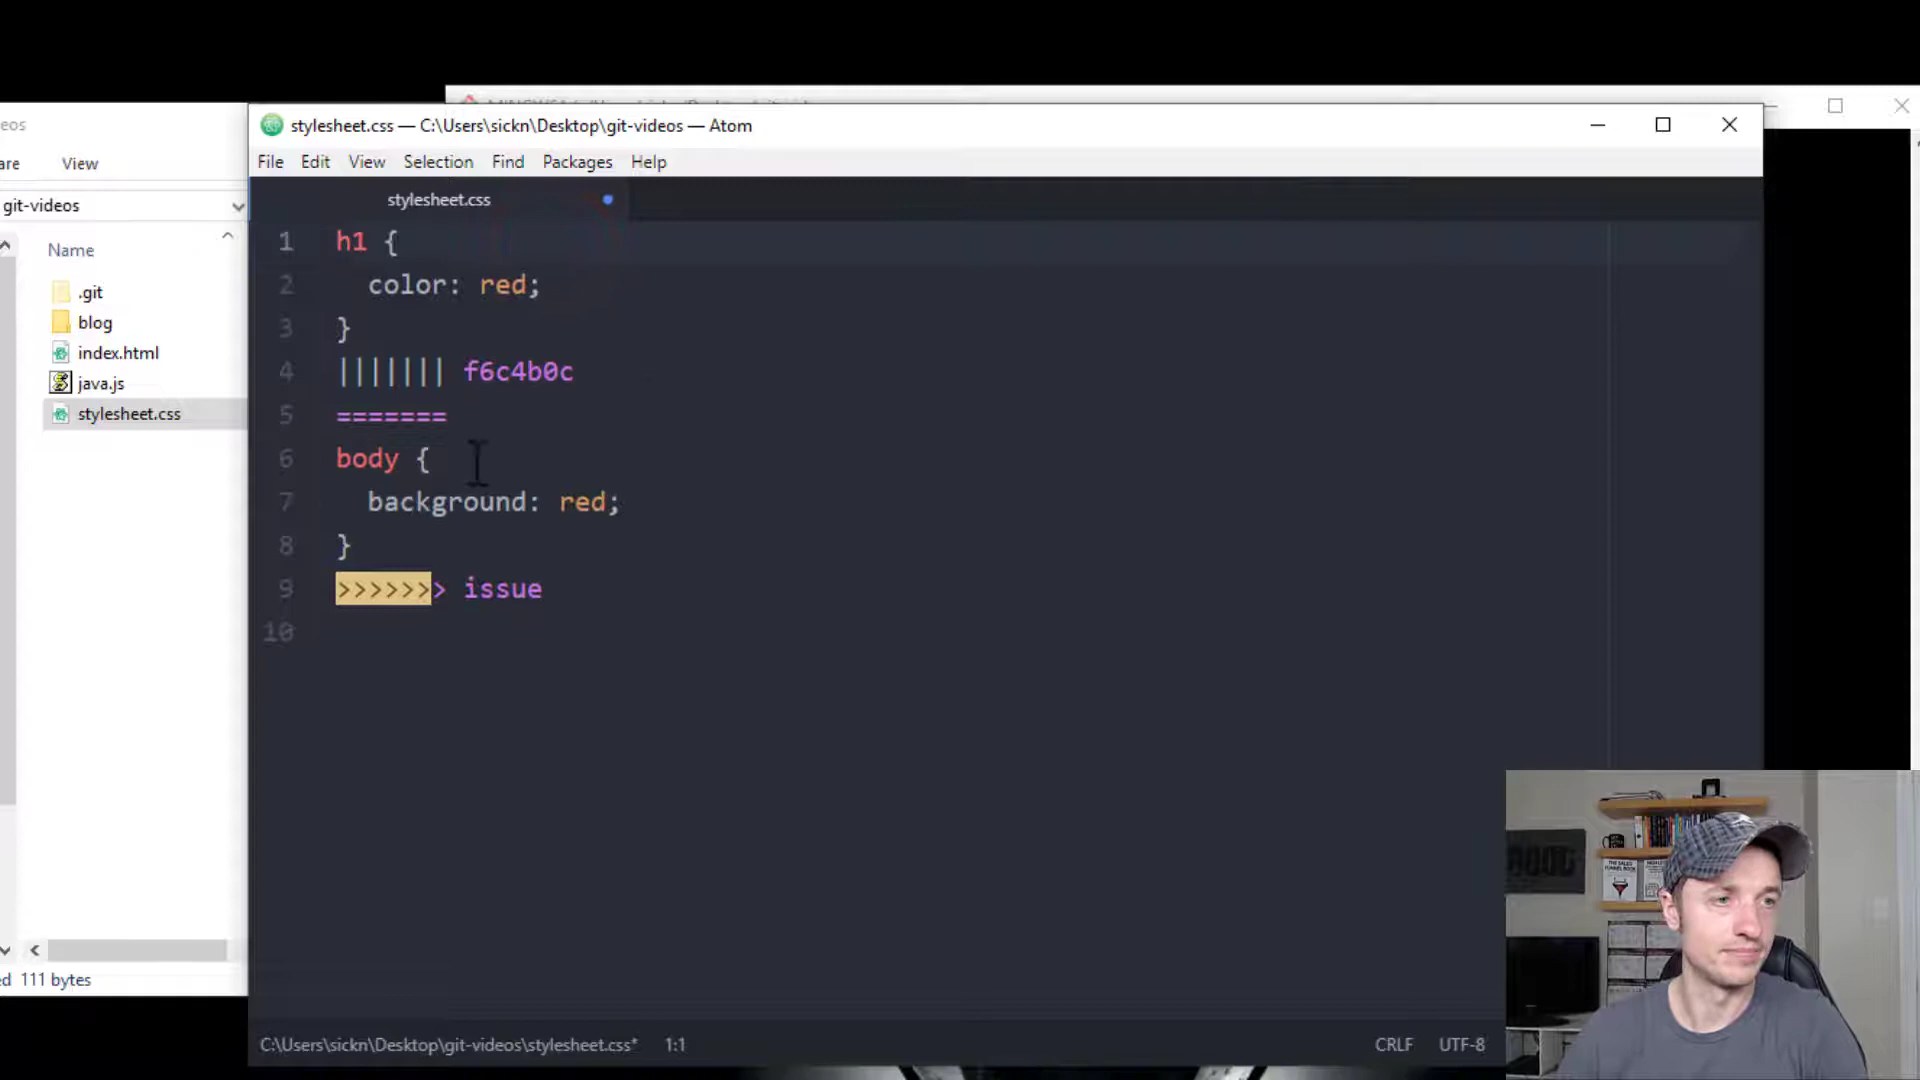 eos
stylesheet.css — C:\Users\sickn\Desktop\git-videos — Atom
are View
File Edit View Selection Find Packages Help
git-videos
stylesheet.css
Name
.git
blog
index.html
java.js
stylesheet.css
1 h1 {
2 color: red;
3 }
4 ||||||| f6c4b0c
5 =======
6 body {
7 background: red;
8 }
9 >>>>>>> issue
10
d 111 bytes
C:\Users\sickn\Desktop\git-videos\stylesheet.css* 1:1 CRLF UTF-8